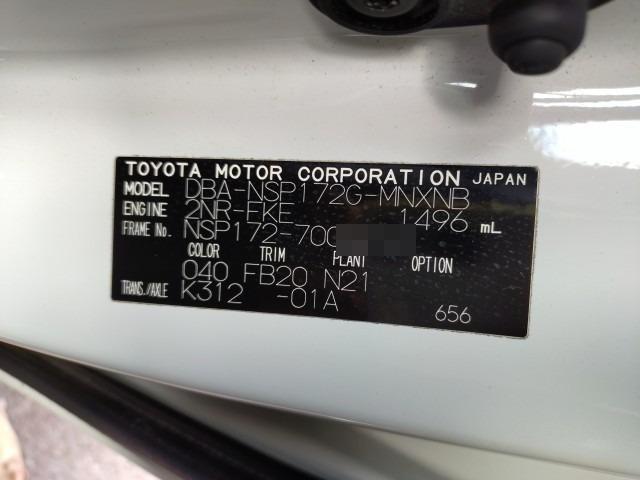 TOYOTA MOTOR CORPORATION JAPAN
MODEL DBA-NSP172G-MNXNB
ENGINE 2NR-FKE 1496 mL
FRAME No. NSP172-70
COLOR TRIM PLANT OPTION
040 FB20 N21
TRANS./AXLE K312 -01A
656